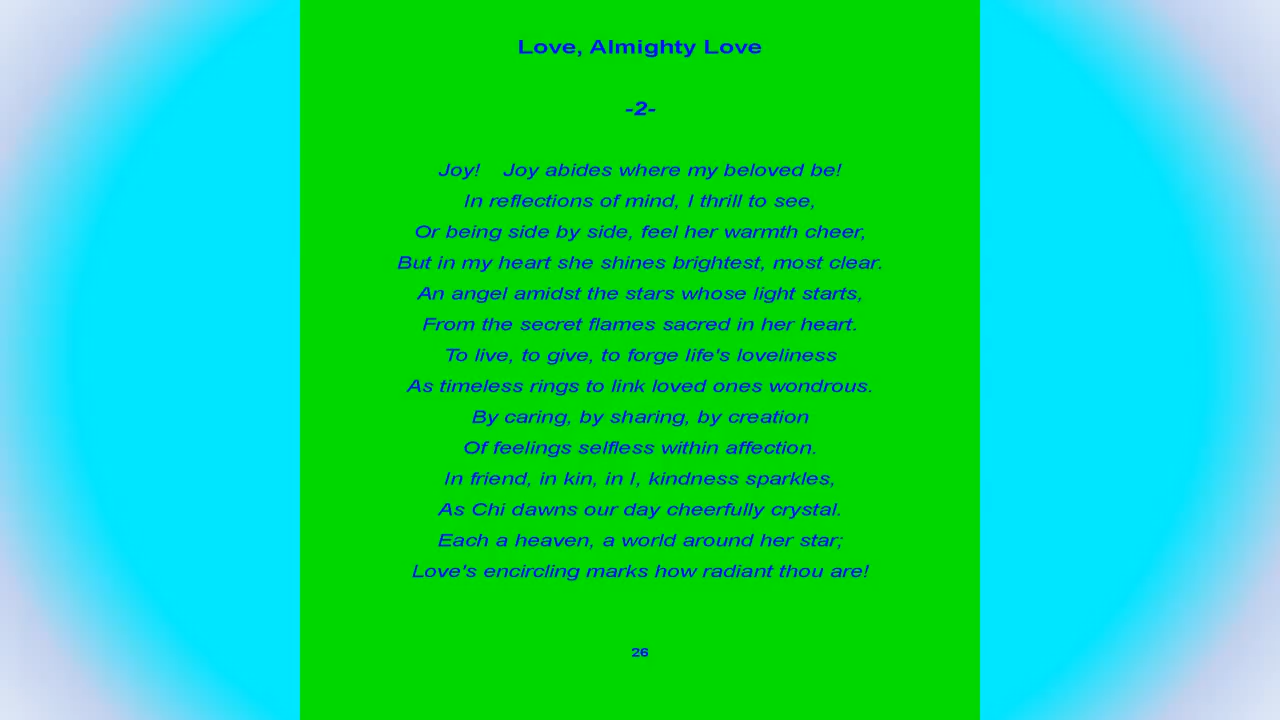 Love, Almighty Love
-2-
Joy!    Joy abides where my beloved be!
In reflections of mind, I thrill to see,
Or being side by side, feel her warmth cheer,
But in my heart she shines brightest, most clear.
An angel amidst the stars whose light starts,
From the secret flames sacred in her heart.
To live, to give, to forge life's loveliness
As timeless rings to link loved ones wondrous.
By caring, by sharing, by creation
Of feelings selfless within affection.
In friend, in kin, in I, kindness sparkles,
As Chi dawns our day cheerfully crystal.
Each a heaven, a world around her star;
Love's encircling marks how radiant thou are!
26